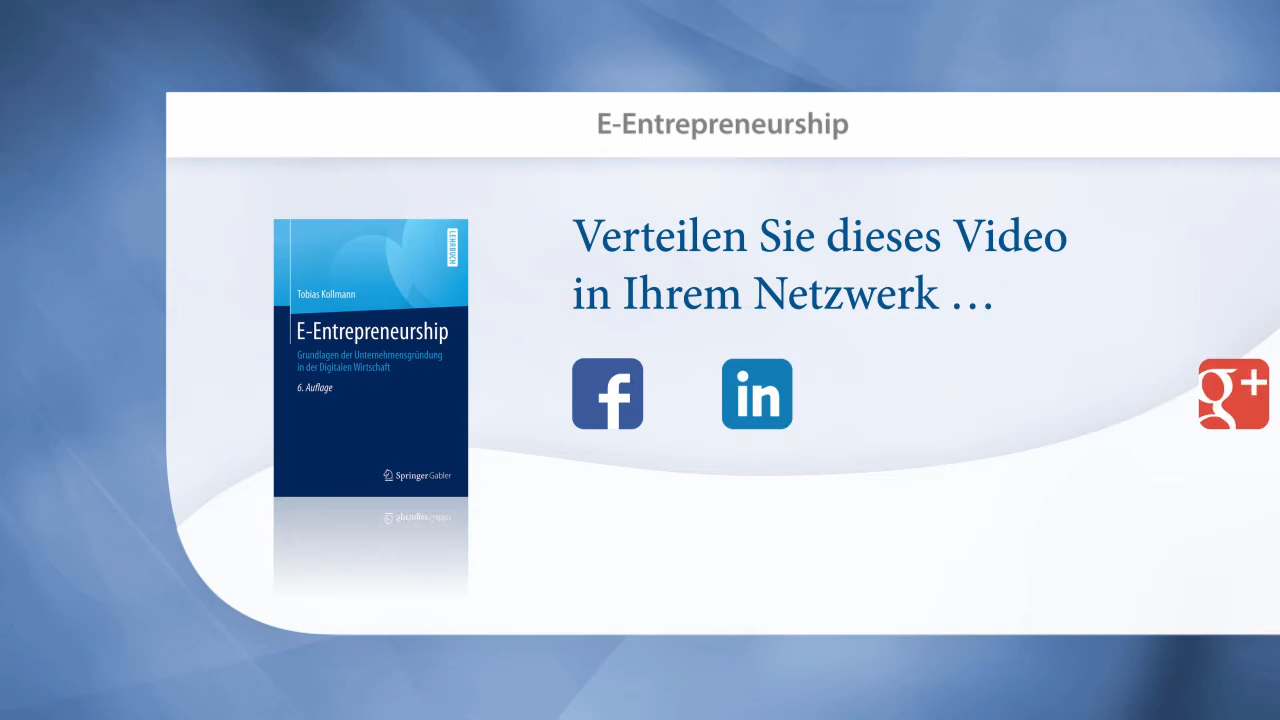 E-Entrepreneurship
LEHRBUCH
Tobias Kollmann
E-Entrepreneurship
Grundlagen der Unternehmensgründung
in der Digitalen Wirtschaft
6. Auflage
Springer Gabler
Verteilen Sie dieses Video
in Ihrem Netzwerk …
f
in
g+